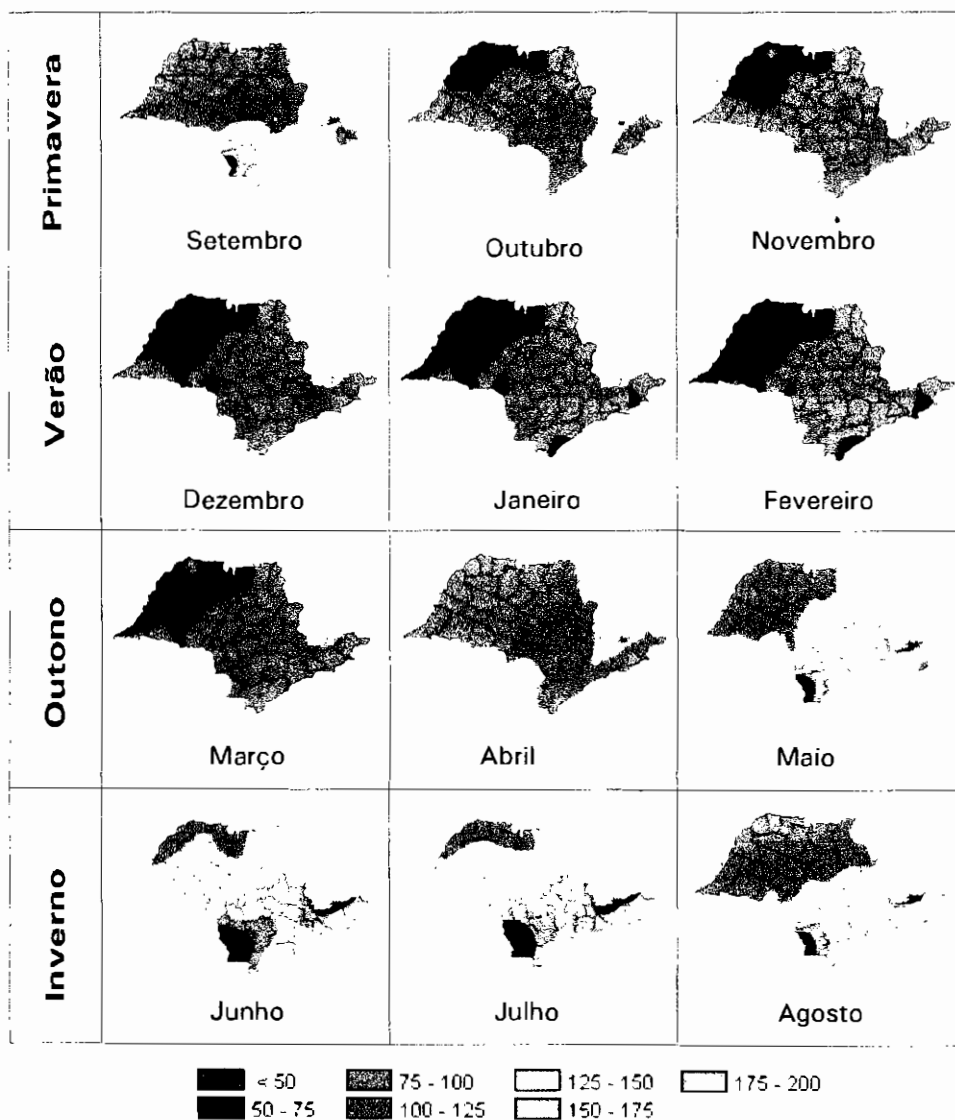 Primavera
Setembro
Outubro
Novembro
Verão
Dezembro
Janeiro
Fevereiro
Outono
Março
Abril
Maio
Inverno
Junho
Julho
Agosto
< 50
75 - 100
125 - 150
175 - 200
50 - 75
100 - 125
150 - 175